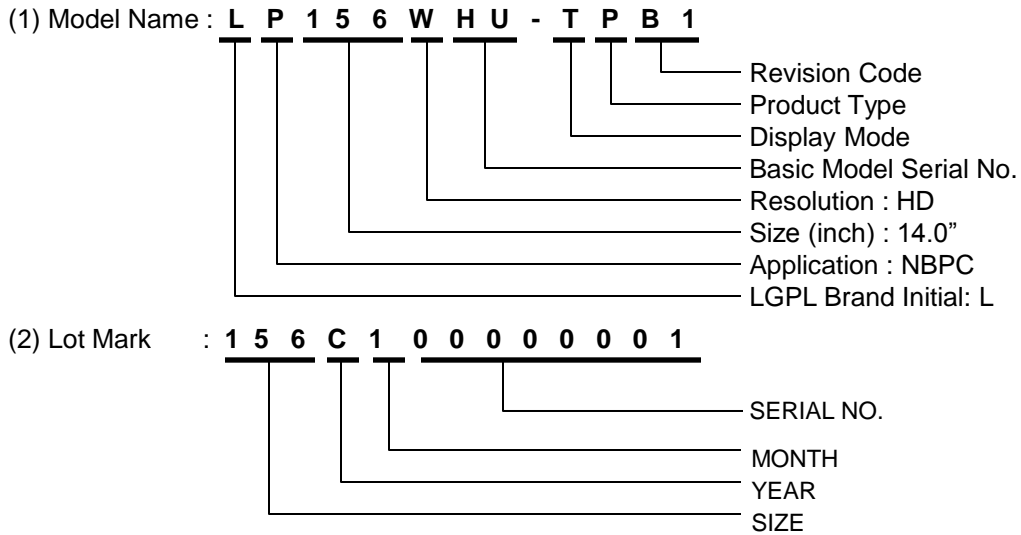 (1) Model Name : L P 1 5 6 W H U - T P B 1
Revision Code
Product Type
Display Mode
Basic Model Serial No.
Resolution : HD
Size (inch) : 14.0”
Application : NBPC
LGPL Brand Initial: L
(2) Lot Mark : 1 5 6 C 1 0 0 0 0 0 0 1
SERIAL NO.
MONTH
YEAR
SIZE